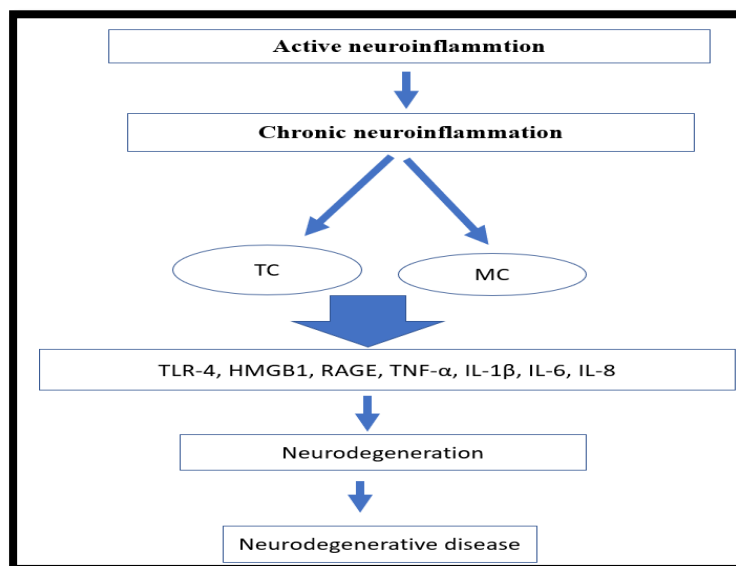 Active neuroinflammtion
Chronic neuroinflammation
TC
MC
TLR-4, HMGB1, RAGE, TNF-α, IL-1β, IL-6, IL-8
Neurodegeneration
Neurodegenerative disease